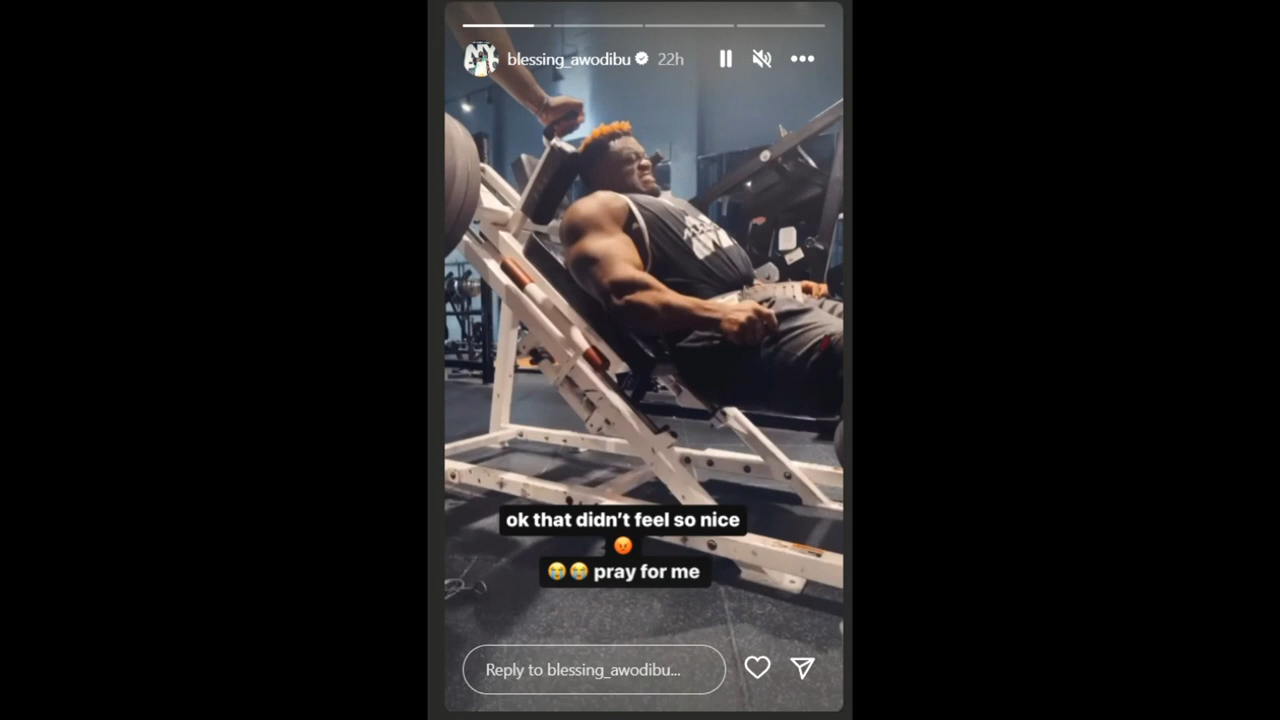 blessing_awodibu 22h
ok that didn't feel so nice
😡
😭😭 pray for me
Reply to blessing_awodibu...